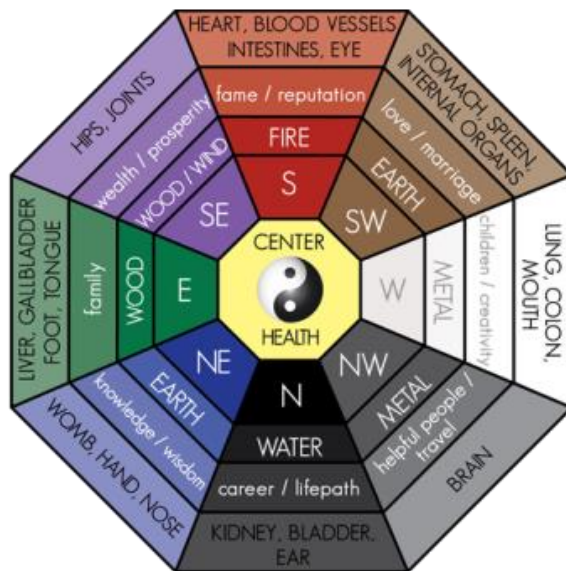 HEART, BLOOD VESSELS
INTESTINES, EYE
fame / reputation
FIRE
S
STOMACH, SPLEEN,
INTERNAL ORGANS
love / marriage
EARTH
SW
LUNG, COLON,
MOUTH
children / creativity
METAL
W
BRAIN
helpful people /
travel
METAL
NW
KIDNEY, BLADDER,
EAR
career / lifepath
WATER
N
WOMB, HAND, NOSE
knowledge / wisdom
EARTH
NE
LIVER, GALLBLADDER
FOOT, TONGUE
family
WOOD
E
HIPS, JOINTS
wealth / prosperity
WOOD / WIND
SE
CENTER
HEALTH